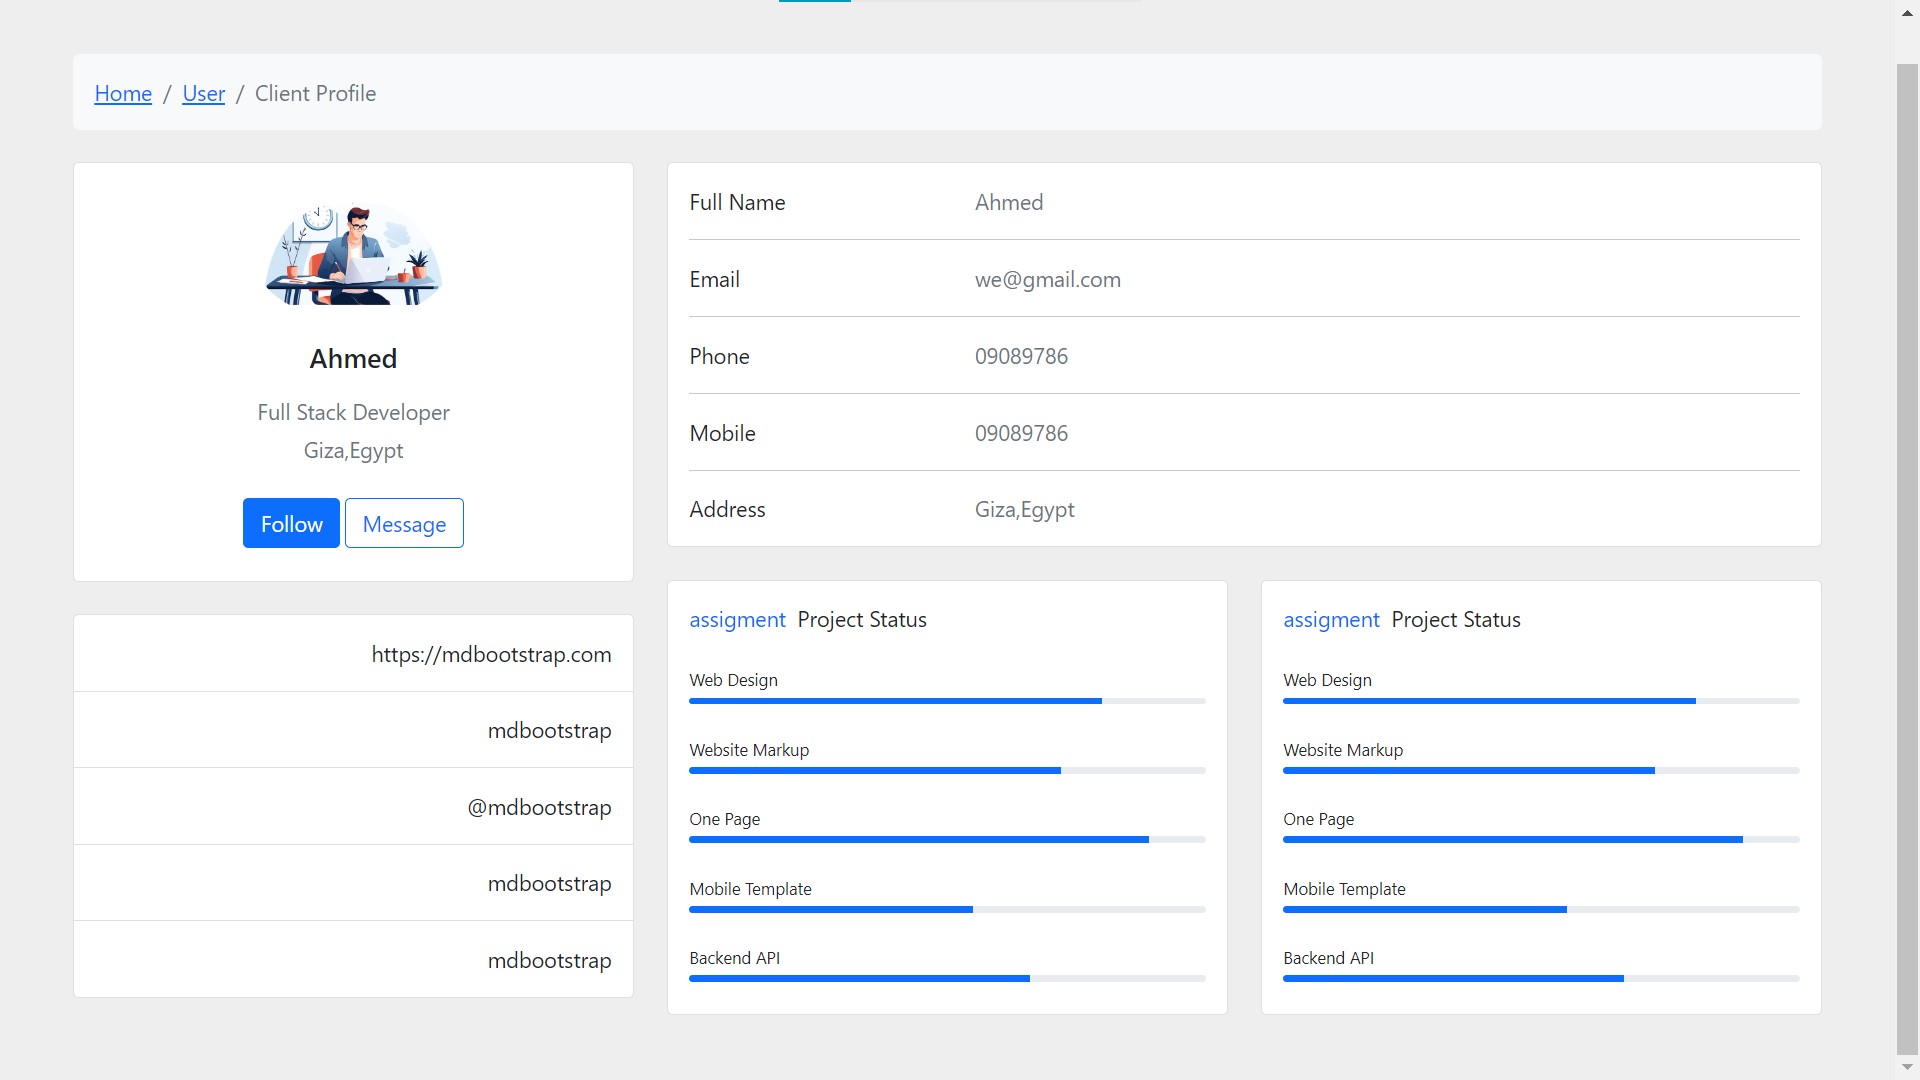 Home / User / Client Profile
Ahmed
Full Stack Developer
Giza,Egypt
Follow Message
https://mdbootstrap.com
mdbootstrap
@mdbootstrap
mdbootstrap
mdbootstrap
Full Name Ahmed
Email we@gmail.com
Phone 09089786
Mobile 09089786
Address Giza,Egypt
assigment Project Status
Web Design
Website Markup
One Page
Mobile Template
Backend API
assigment Project Status
Web Design
Website Markup
One Page
Mobile Template
Backend API